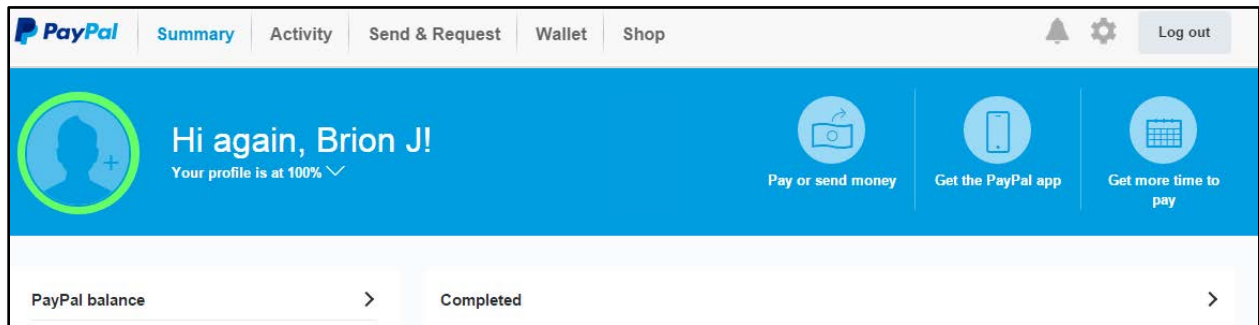 PayPal Summary Activity Send & Request Wallet Shop Log out
Hi again, Brion J!
Your profile is at 100%
Pay or send money
Get the PayPal app
Get more time to
pay
PayPal balance
Completed